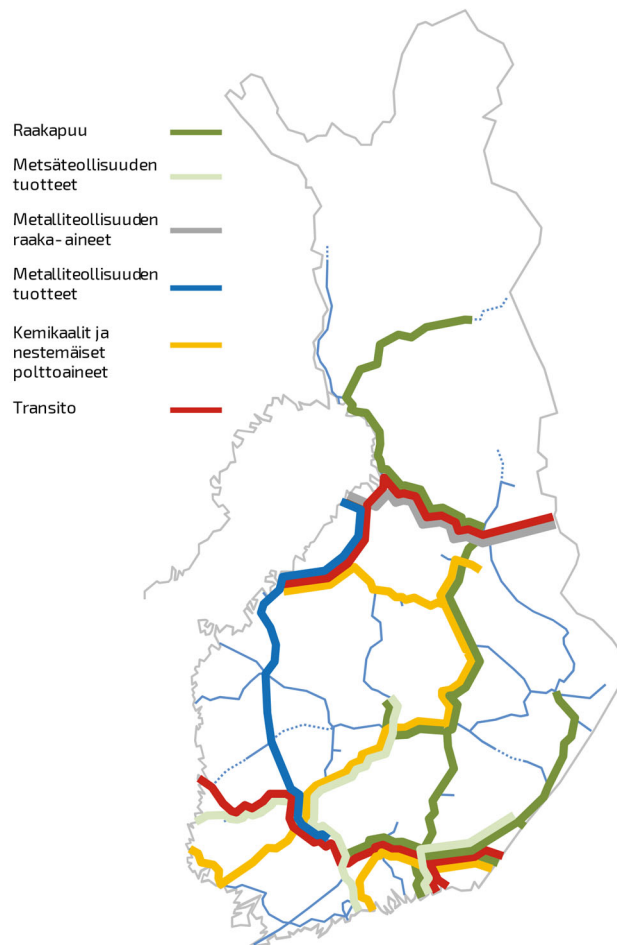 Raakapuu
Metsäteollisuuden
tuotteet
Metalliteollisuuden
raaka-aineet
Metalliteollisuuden
tuotteet
Kemikaalit ja
nestemäiset
polttoaineet
Transito